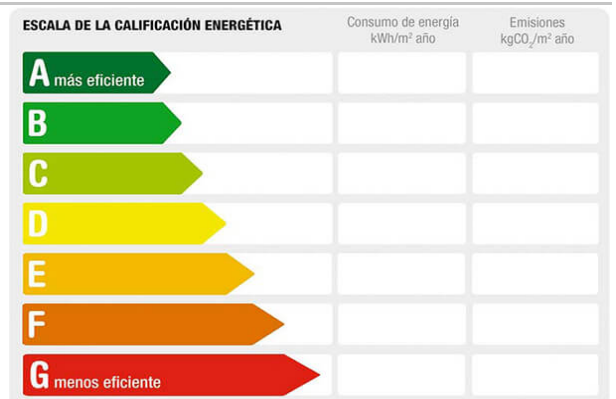 ESCALA DE LA CALIFICACIÓN ENERGÉTICA
Consumo de energía
kWh/m² año
Emisiones
kgCO₂/m² año
A más eficiente
B
C
D
E
F
G menos eficiente